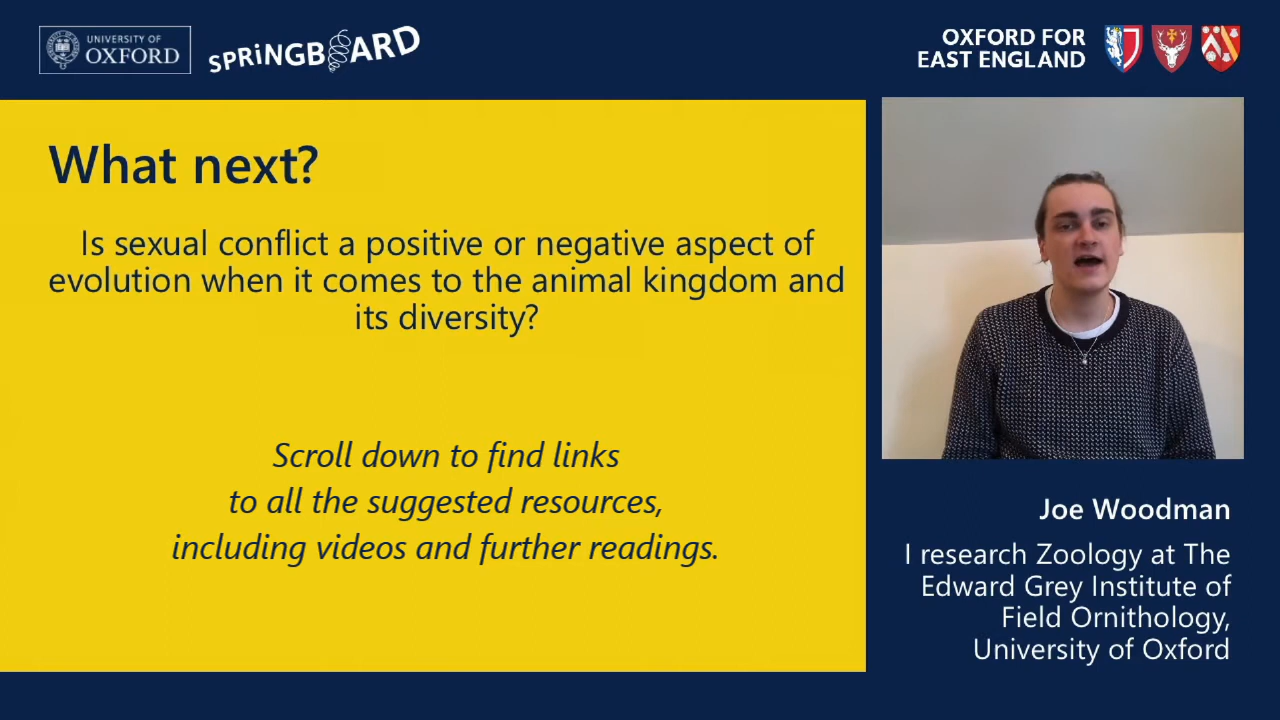 UNIVERSITY OF
OXFORD
SPRiNGBOARD
OXFORD FOR
EAST ENGLAND
What next?
Is sexual conflict a positive or negative aspect of
evolution when it comes to the animal kingdom and
its diversity?
Scroll down to find links
to all the suggested resources,
including videos and further readings.
Joe Woodman
I research Zoology at The
Edward Grey Institute of
Field Ornithology,
University of Oxford